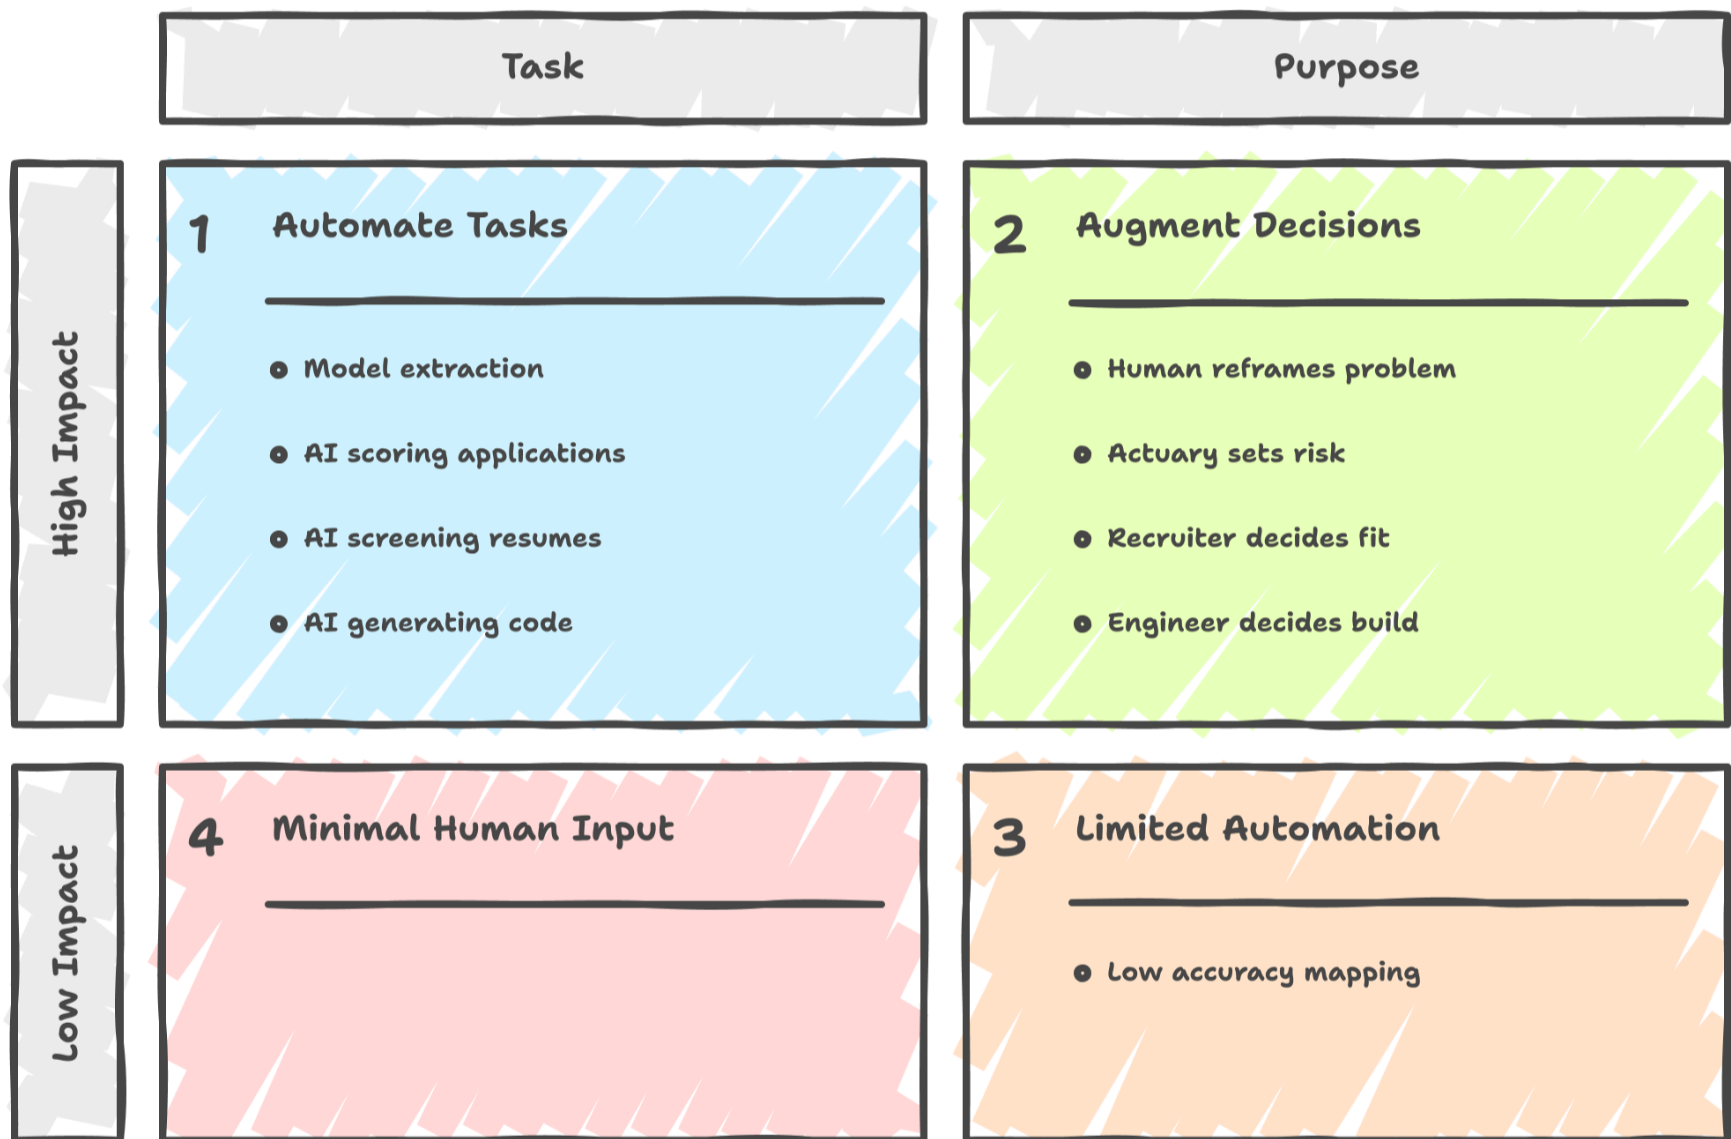 Task
Purpose
High Impact
1
Automate Tasks
Model extraction
AI scoring applications
AI screening resumes
AI generating code
2
Augment Decisions
Human reframes problem
Actuary sets risk
Recruiter decides fit
Engineer decides build
Low Impact
4
Minimal Human Input
3
Limited Automation
Low accuracy mapping